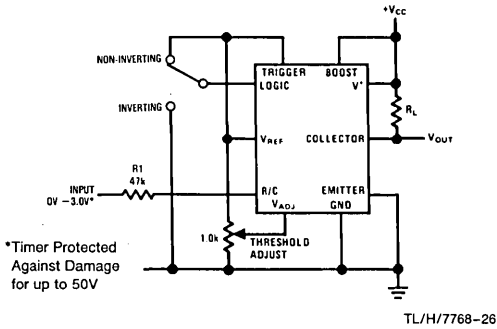 +VCC
NON-INVERTING
TRIGGER
BOOST
LOGIC
V+
INVERTING
RL
VREF
COLLECTOR
VOUT
R1
47k
INPUT
0V –3.0V*
R/C
EMITTER
VADJ
GND
1.0k
THRESHOLD
ADJUST
*Timer Protected
Against Damage
for up to 50V
TL/H/7768–26